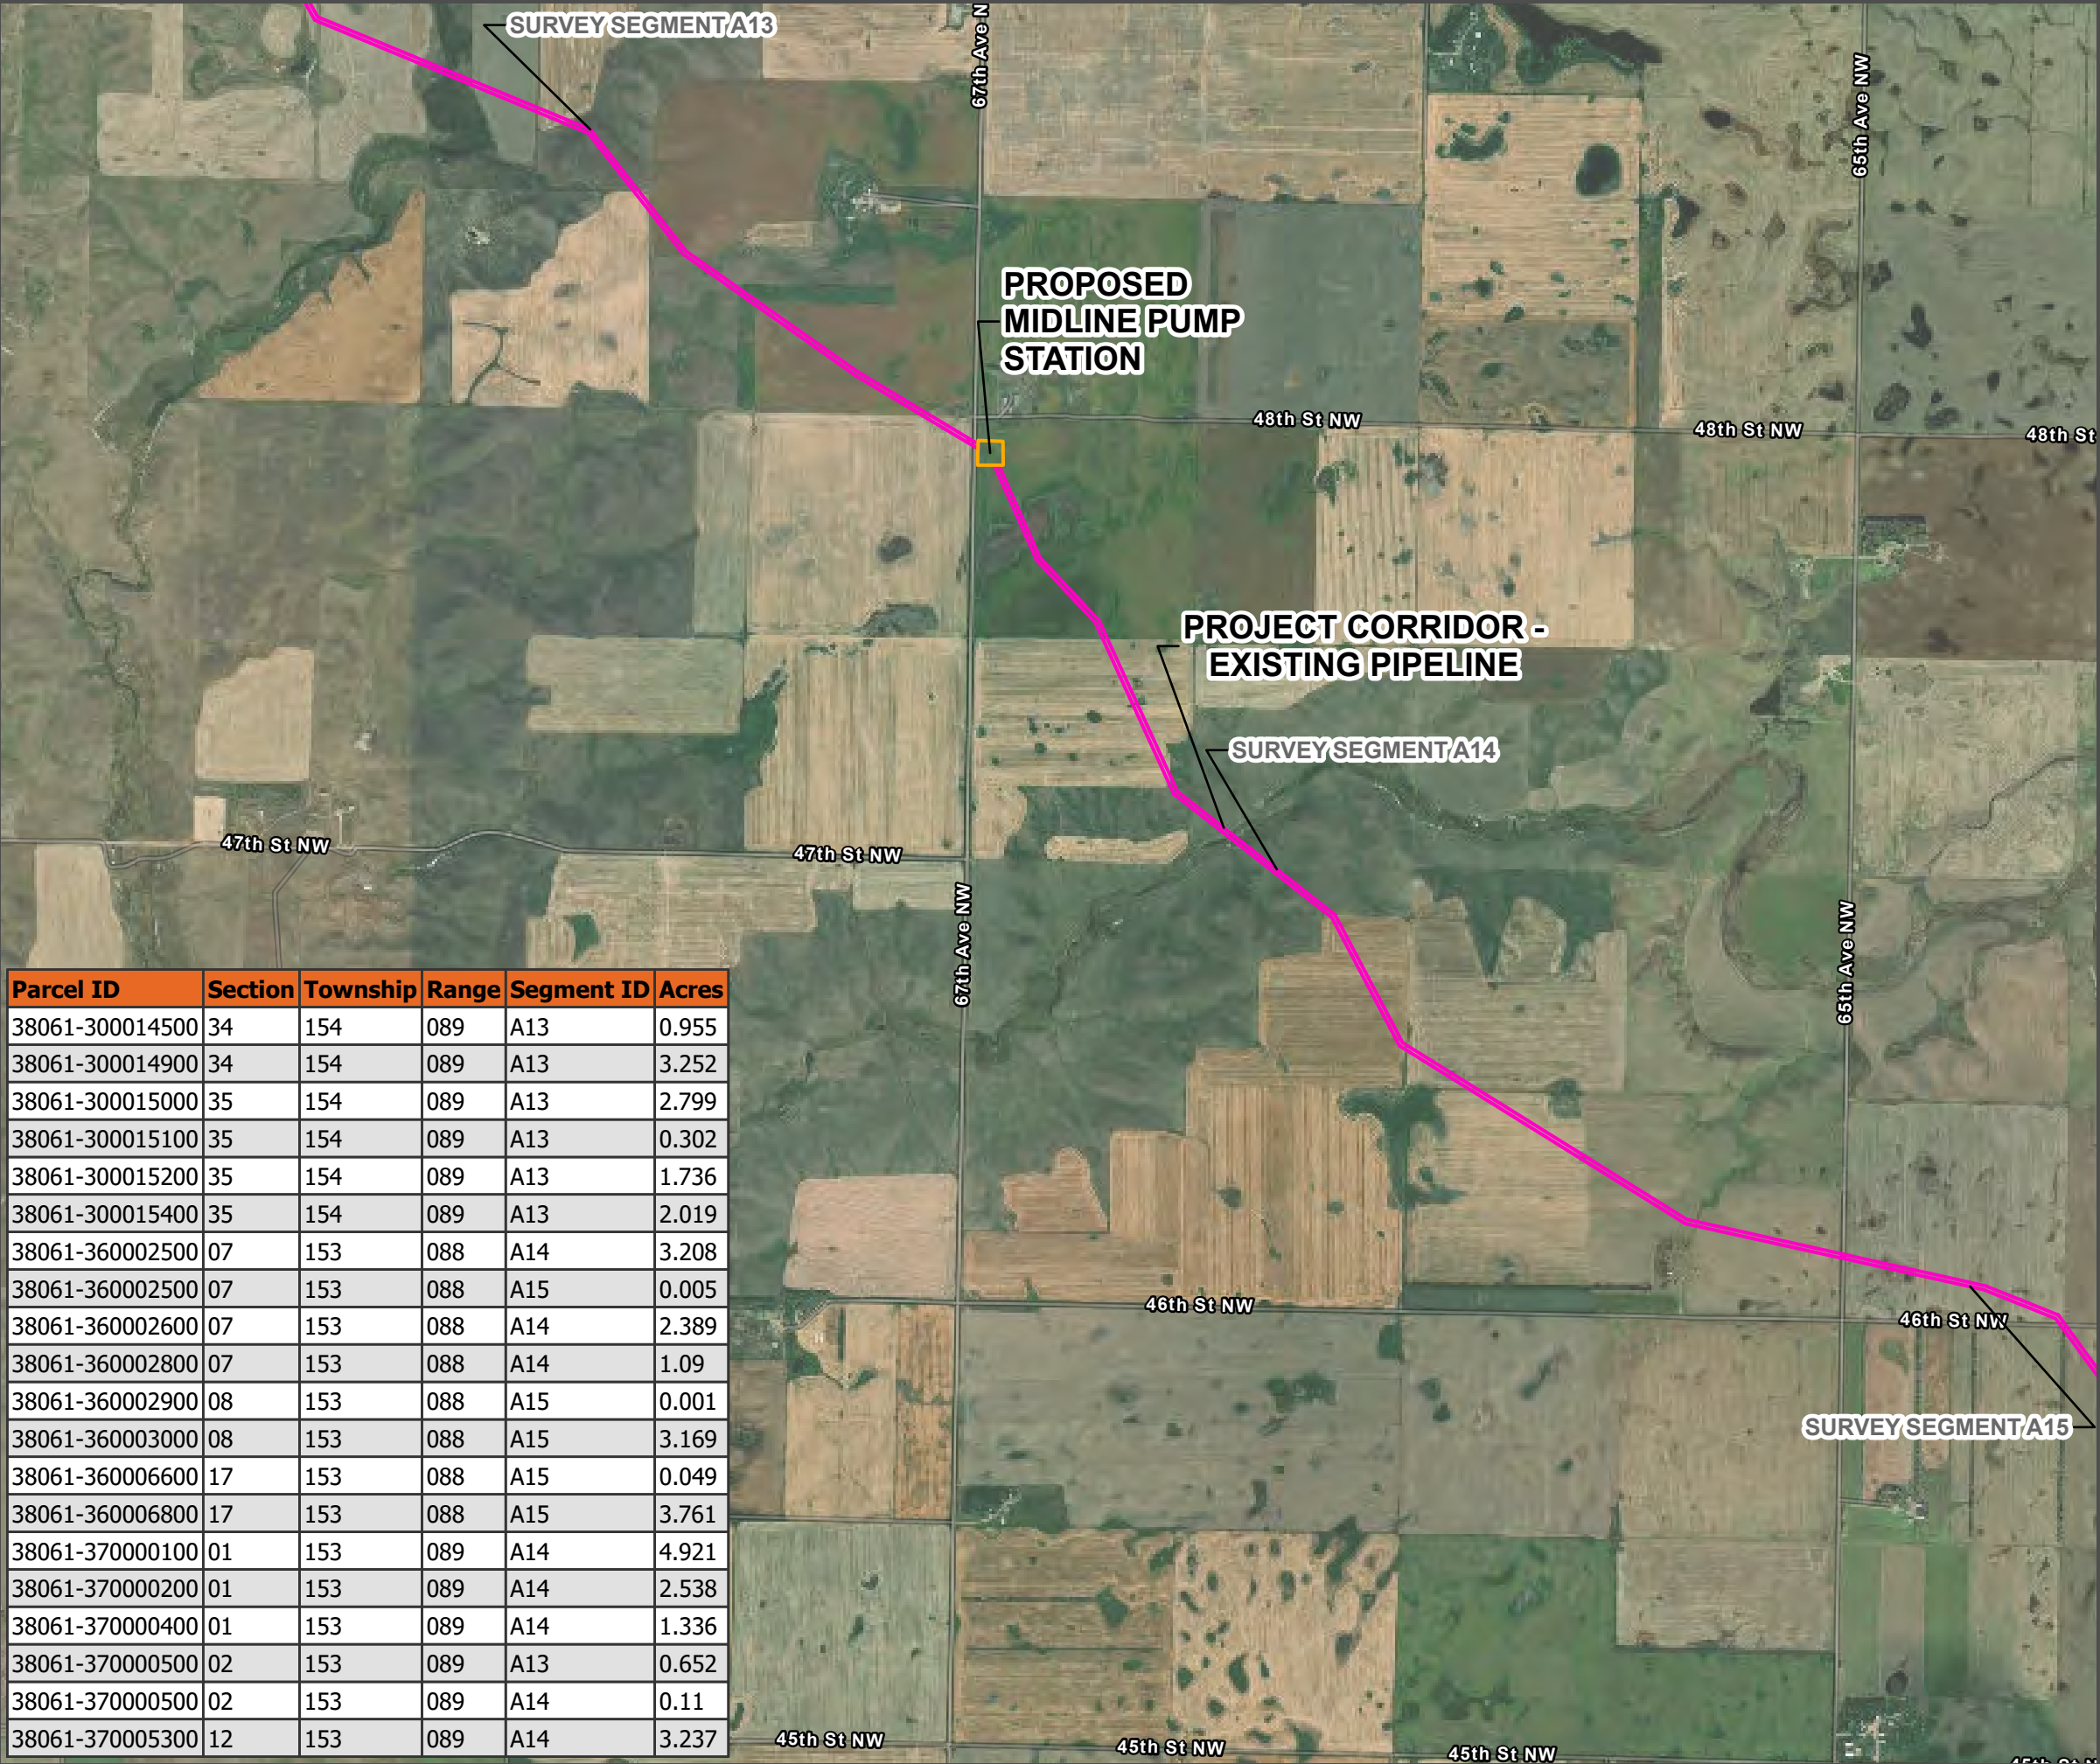 SURVEY SEGMENT A13
67th Ave N
65th Ave NW
PROPOSED
MIDLINE PUMP
STATION
48th St NW
48th St NW
48th St
PROJECT CORRIDOR -
EXISTING PIPELINE
SURVEY SEGMENT A14
47th St NW
47th St NW
67th Ave NW
65th Ave NW
Parcel ID Section Township Range Segment ID Acres
38061-300014500 34 154 089 A13 0.955
38061-300014900 34 154 089 A13 3.252
38061-300015000 35 154 089 A13 2.799
38061-300015100 35 154 089 A13 0.302
38061-300015200 35 154 089 A13 1.736
38061-300015400 35 154 089 A13 2.019
38061-360002500 07 153 088 A14 3.208
38061-360002500 07 153 088 A15 0.005
38061-360002600 07 153 088 A14 2.389
38061-360002800 07 153 088 A14 1.09
38061-360002900 08 153 088 A15 0.001
38061-360003000 08 153 088 A15 3.169
38061-360006600 17 153 088 A15 0.049
38061-360006800 17 153 088 A15 3.761
38061-370000100 01 153 089 A14 4.921
38061-370000200 01 153 089 A14 2.538
38061-370000400 01 153 089 A14 1.336
38061-370000500 02 153 089 A13 0.652
38061-370000500 02 153 089 A14 0.11
38061-370005300 12 153 089 A14 3.237
46th St NW
46th St NW
SURVEY SEGMENT A15
45th St NW
45th St NW
45th St NW